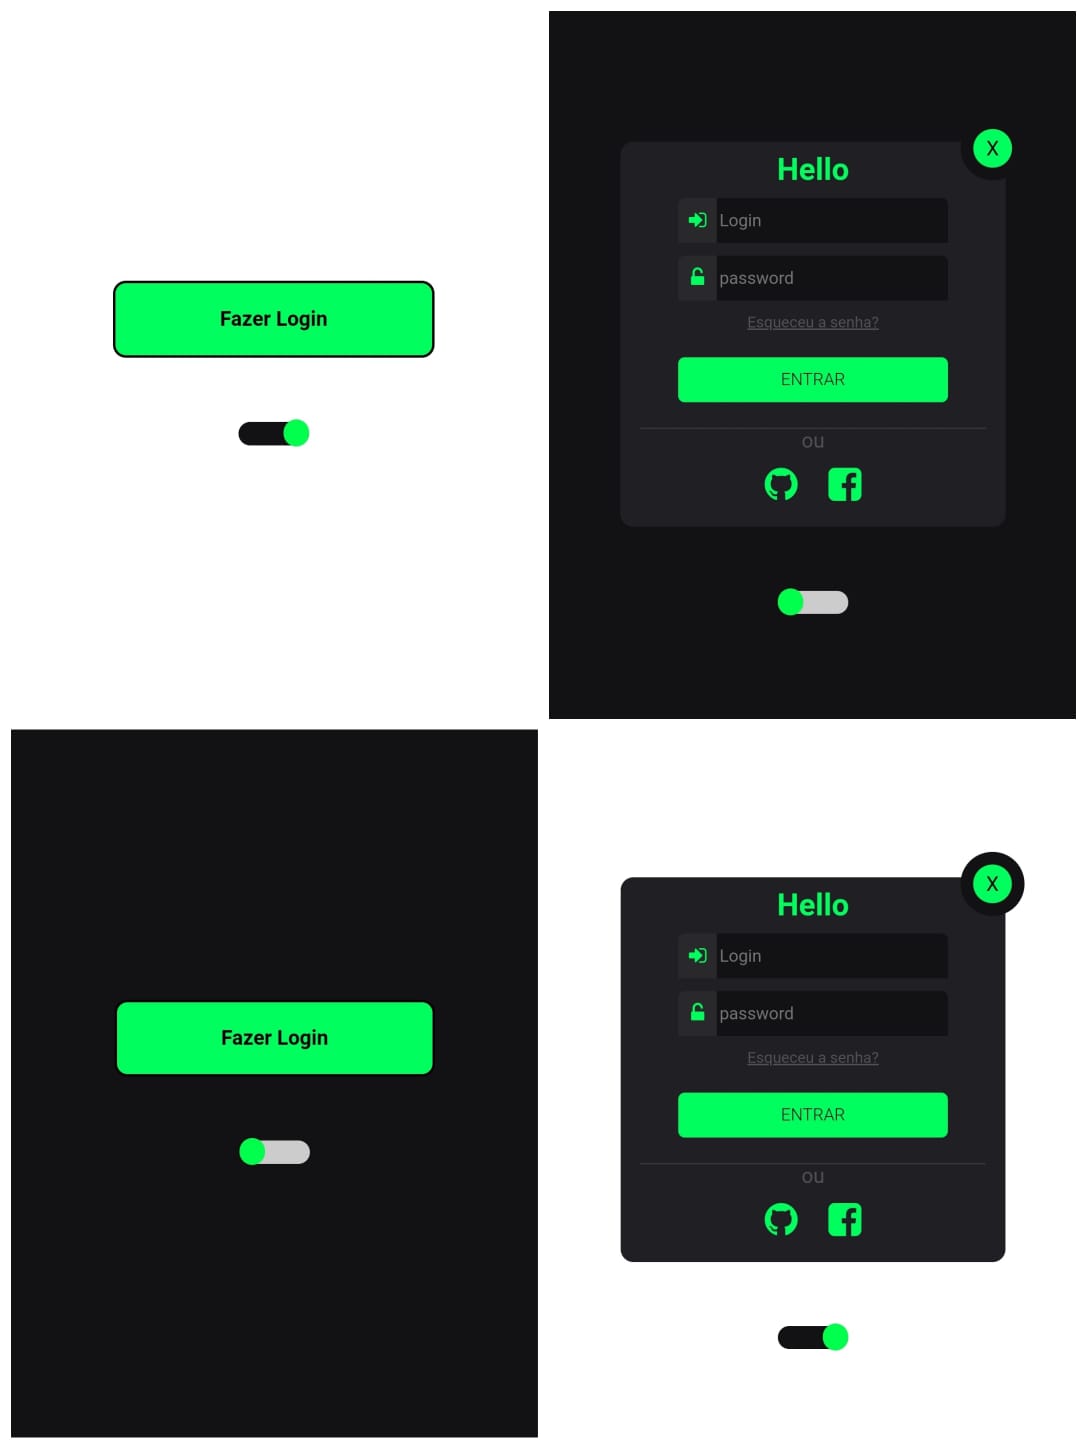 Fazer Login
X
Hello
Login
password
Esqueceu a senha?
ENTRAR
ou
Fazer Login
X
Hello
Login
password
Esqueceu a senha?
ENTRAR
ou